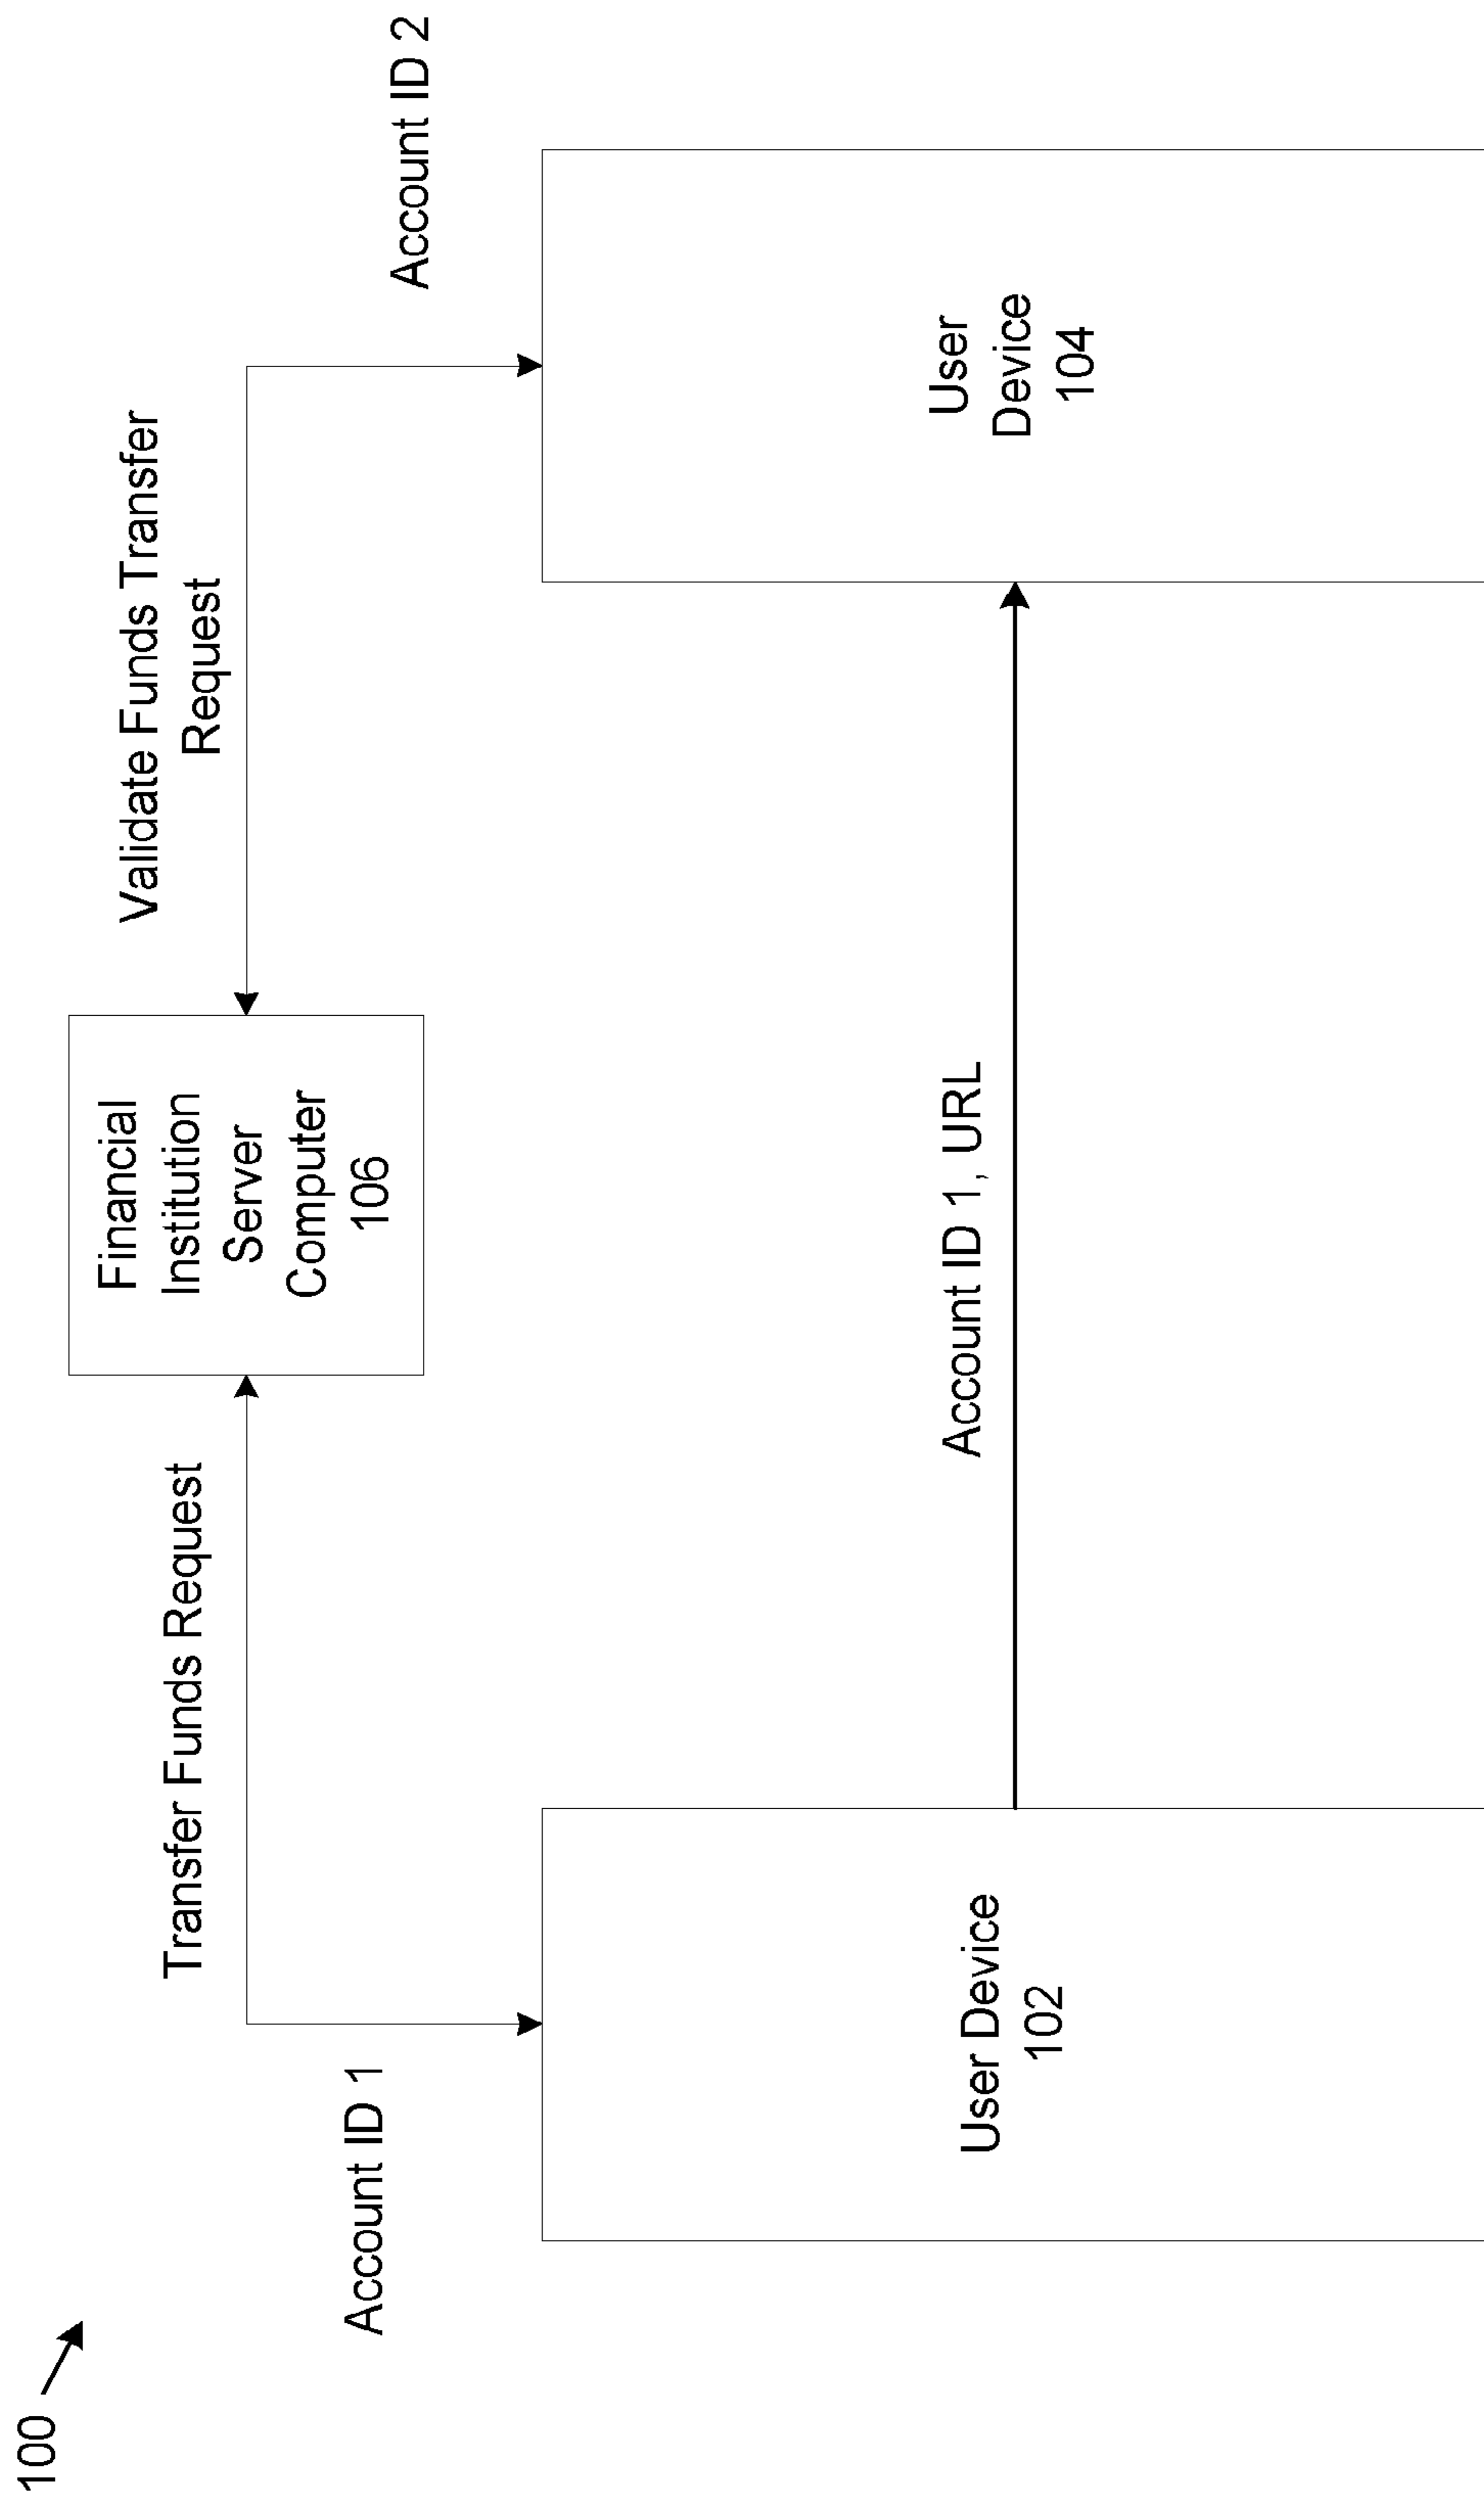 100
Account ID 1
Transfer Funds Request
Financial
Institution
Server
Computer
106
Validate Funds Transfer
Request
Account ID 2
User Device
102
Account ID 1, URL
User
Device
104